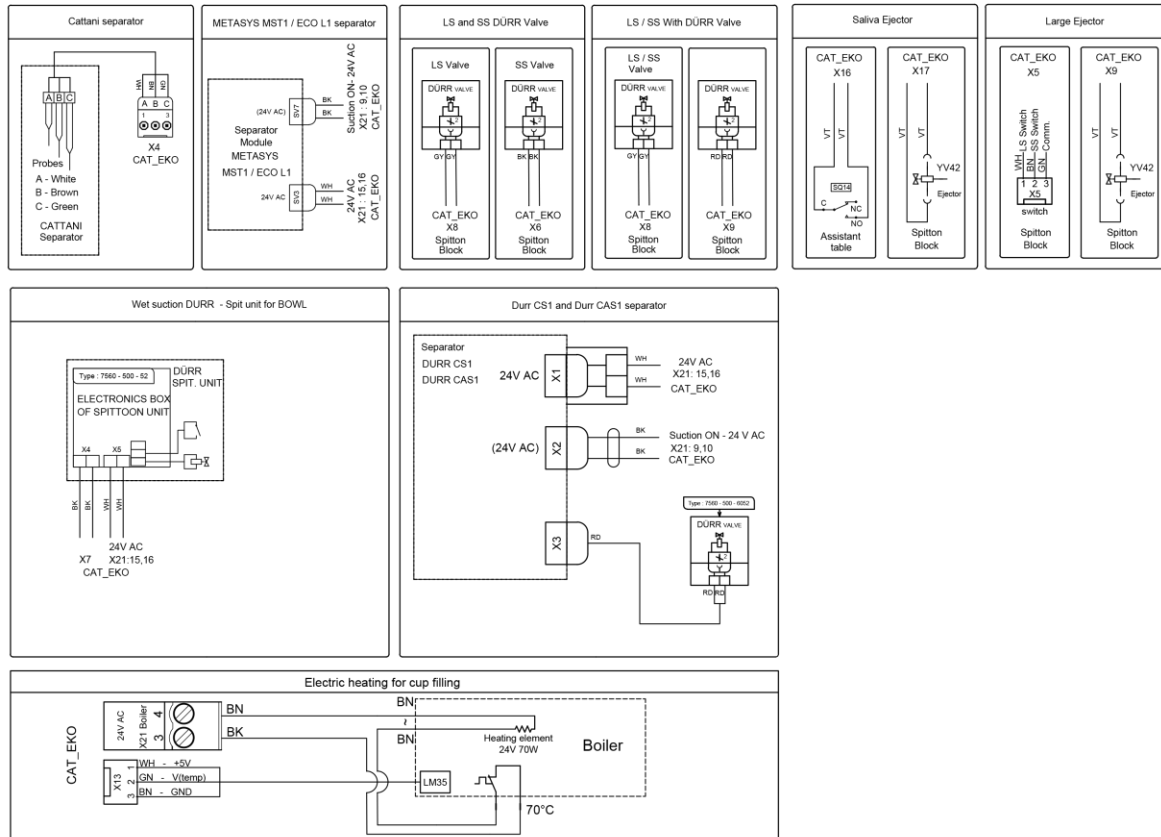 Cattani separator
WH
BN
GN
A B C
A B C
1 3
X4
CAT_EKO
Probes
A - White
B - Brown
C - Green
CATTANI
Separator
METASYS MST1 / ECO L1 separator
(24V AC)
SV7
BK
BK
Suction ON- 24V AC
X21 : 9,10
CAT_EKO
Separator
Module
METASYS
MST1 / ECO L1
24V AC
SV3
WH
WH
24V AC
X21 : 15,16
CAT_EKO
LS and SS DÜRR Valve
LS Valve
DÜRR VALVE
2
GY GY
CAT_EKO
X8
Spitton
Block
SS Valve
DÜRR VALVE
2
BK BK
CAT_EKO
X6
Spitton
Block
LS / SS With DÜRR Valve
LS / SS
Valve
DÜRR VALVE
2
GY GY
CAT_EKO
X8
Spitton
Block
DÜRR VALVE
2
RD RD
CAT_EKO
X9
Spitton
Block
Saliva Ejector
CAT_EKO
X16
VT
VT
SQ14
C
NC
NO
Assistant
table
CAT_EKO
X17
VT
VT
YV42
Ejector
Spitton
Block
Large Ejector
CAT_EKO
X5
WH LS Switch
BN SS Switch
GN Comm.
1 2 3
X5
switch
Spitton
Block
CAT_EKO
X9
VT
VT
YV42
Ejector
Spitton
Block
Wet suction DURR - Spit unit for BOWL
Type : 7560 - 500 - 52
DÜRR
SPIT. UNIT
ELECTRONICS BOX
OF SPITTOON UNIT
X4 X5
BK
BK
WH
WH
X7
24V AC
X21:15,16
CAT_EKO
Durr CS1 and Durr CAS1 separator
Separator
DURR CS1
DURR CAS1
24V AC
X1
WH
WH
24V AC
X21: 15,16
CAT_EKO
(24V AC)
X2
BK
BK
Suction ON - 24 V AC
X21: 9,10
CAT_EKO
X3
RD
Type : 7560 - 500 - 6052
DÜRR VALVE
2
RD RD
Electric heating for cup filling
CAT_EKO
24V AC
X21 Boiler
4
3
BN
BK
BN
~
BN
Heating element
24V 70W
Boiler
X13
1
2
3
WH - +5V
GN - V(temp)
BN - GND
LM35
70°C